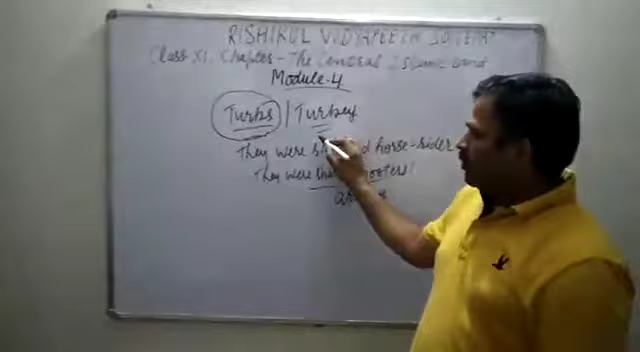 RISHIKUL VIDYAPEETH SONEPAT
Class XI. Chapter - The Central Islamic Land
Module-4
Turks | Turkey
They were horse-rider
They were